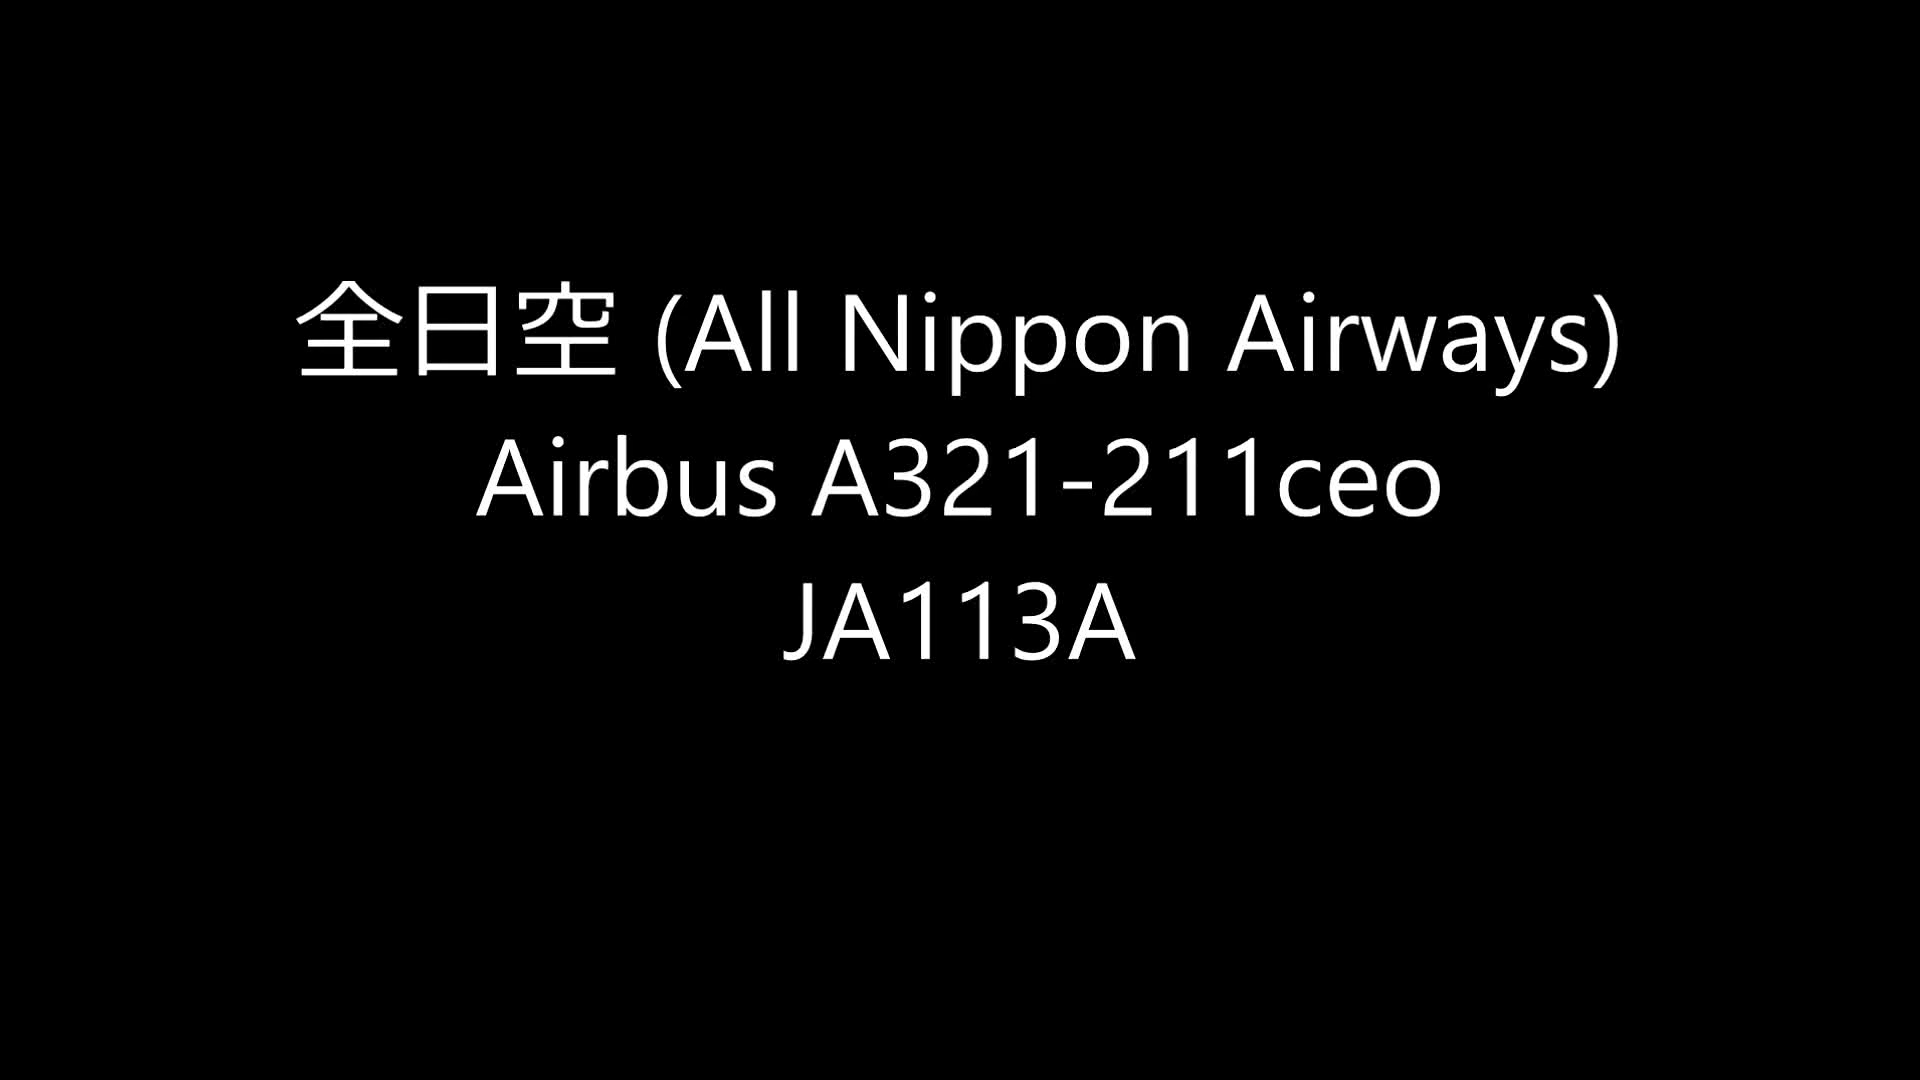 全日空 (All Nippon Airways)
Airbus A321-211ceo
JA113A